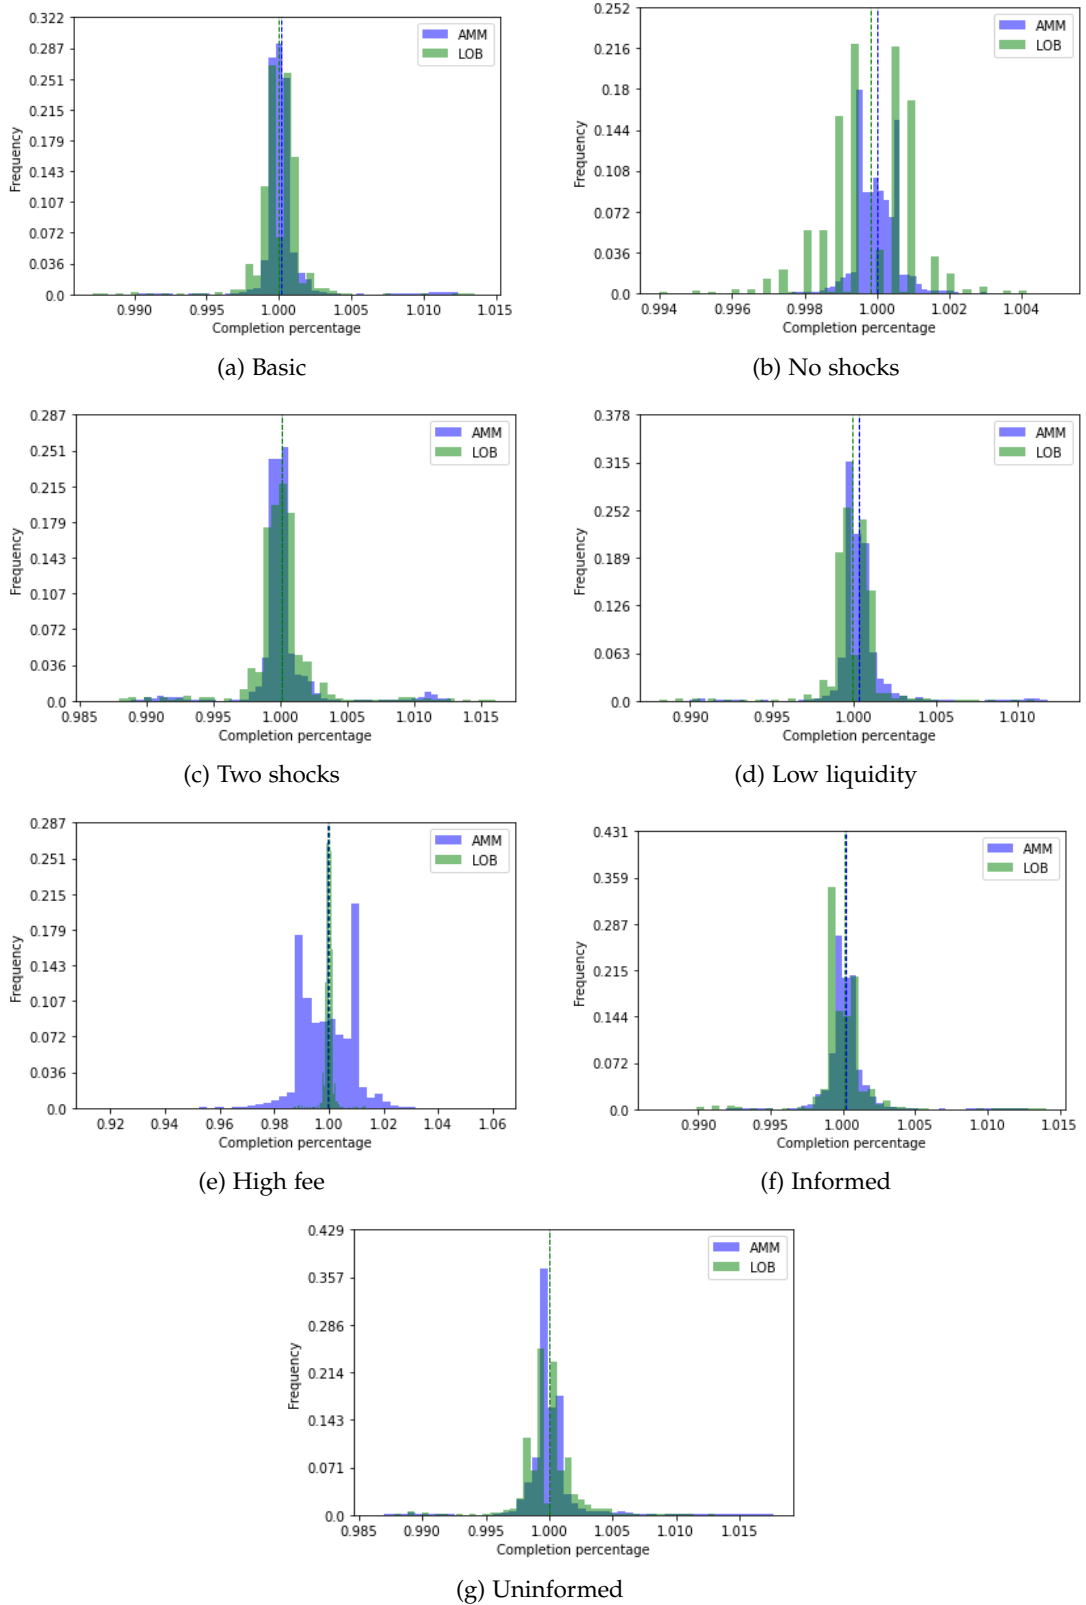 0.322
0.287
0.251
0.215
0.179
0.143
0.107
0.072
0.036
0.0
Frequency
AMM
LOB
0.990 0.995 1.000 1.005 1.010 1.015
Completion percentage
(a) Basic
0.252
0.216
0.18
0.144
0.108
0.072
0.036
0.0
Frequency
AMM
LOB
0.994 0.996 0.998 1.000 1.002 1.004
Completion percentage
(b) No shocks
0.287
0.251
0.215
0.179
0.143
0.107
0.072
0.036
0.0
Frequency
AMM
LOB
0.985 0.990 0.995 1.000 1.005 1.010 1.015
Completion percentage
(c) Two shocks
0.378
0.315
0.252
0.189
0.126
0.063
0.0
Frequency
AMM
LOB
0.990 0.995 1.000 1.005 1.010
Completion percentage
(d) Low liquidity
0.287
0.251
0.215
0.179
0.143
0.107
0.072
0.036
0.0
Frequency
AMM
LOB
0.92 0.94 0.96 0.98 1.00 1.02 1.04 1.06
Completion percentage
(e) High fee
0.431
0.359
0.287
0.215
0.144
0.072
0.0
Frequency
AMM
LOB
0.990 0.995 1.000 1.005 1.010 1.015
Completion percentage
(f) Informed
0.429
0.357
0.286
0.214
0.143
0.071
0.0
Frequency
AMM
LOB
0.985 0.990 0.995 1.000 1.005 1.010 1.015
Completion percentage
(g) Uninformed